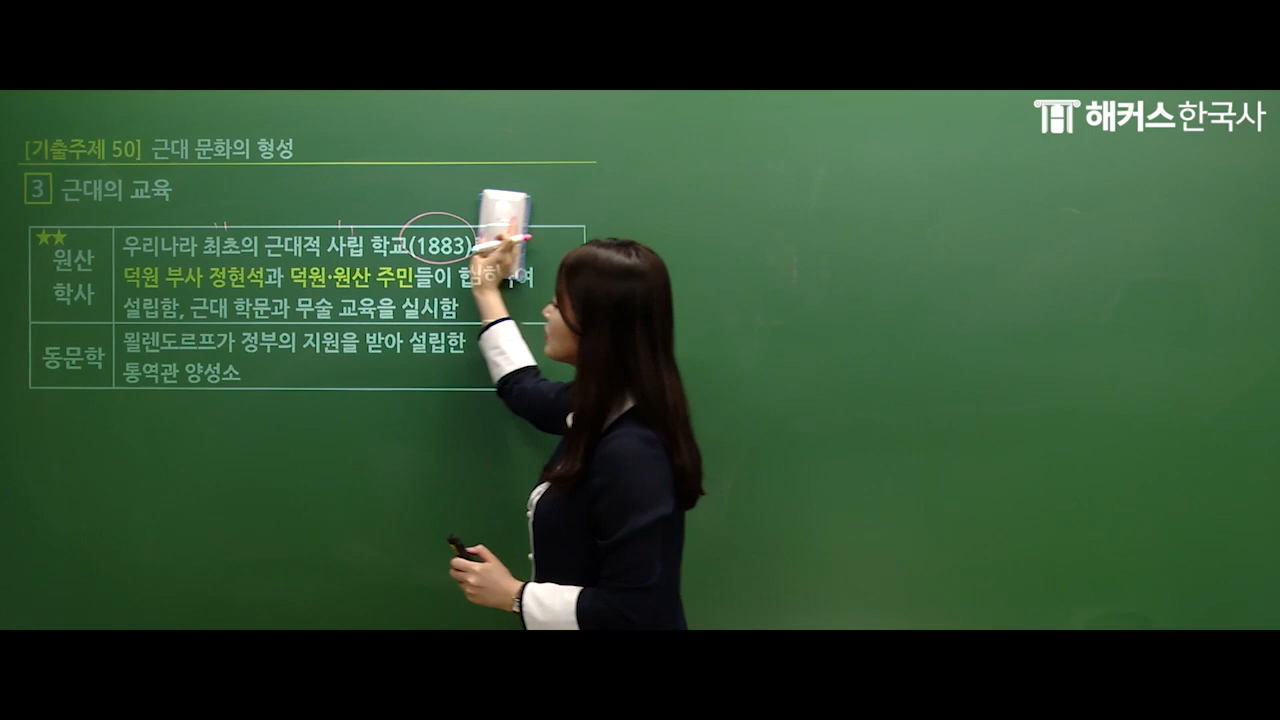 해커스한국사
[기출주제 50] 근대 문화의 형성
3 근대의 교육
★★
원산
학사
우리나라 최초의 근대적 사립 학교(1883)
덕원 부사 정현석과 덕원·원산 주민들이 합하여
설립함, 근대 학문과 무술 교육을 실시함
동문학
묄렌도르프가 정부의 지원을 받아 설립한
통역관 양성소